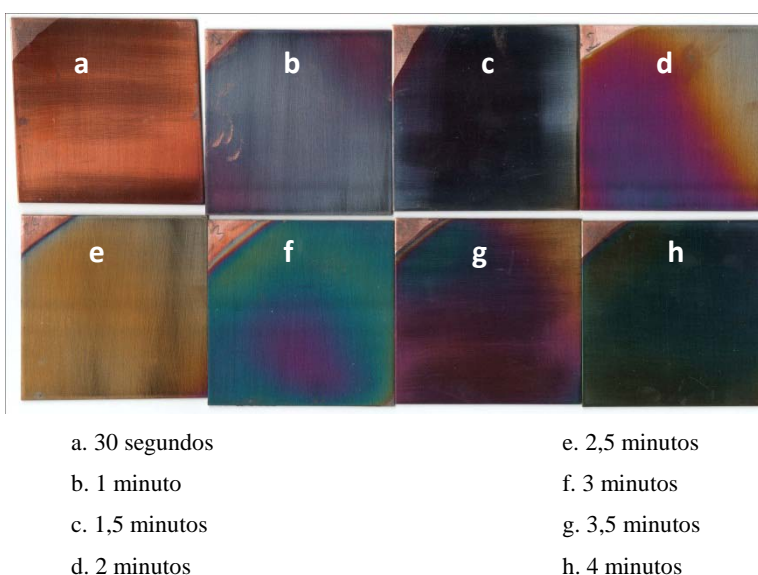 a
b
c
d
e
f
g
h
a. 30 segundos
b. 1 minuto
c. 1,5 minutos
d. 2 minutos
e. 2,5 minutos
f. 3 minutos
g. 3,5 minutos
h. 4 minutos